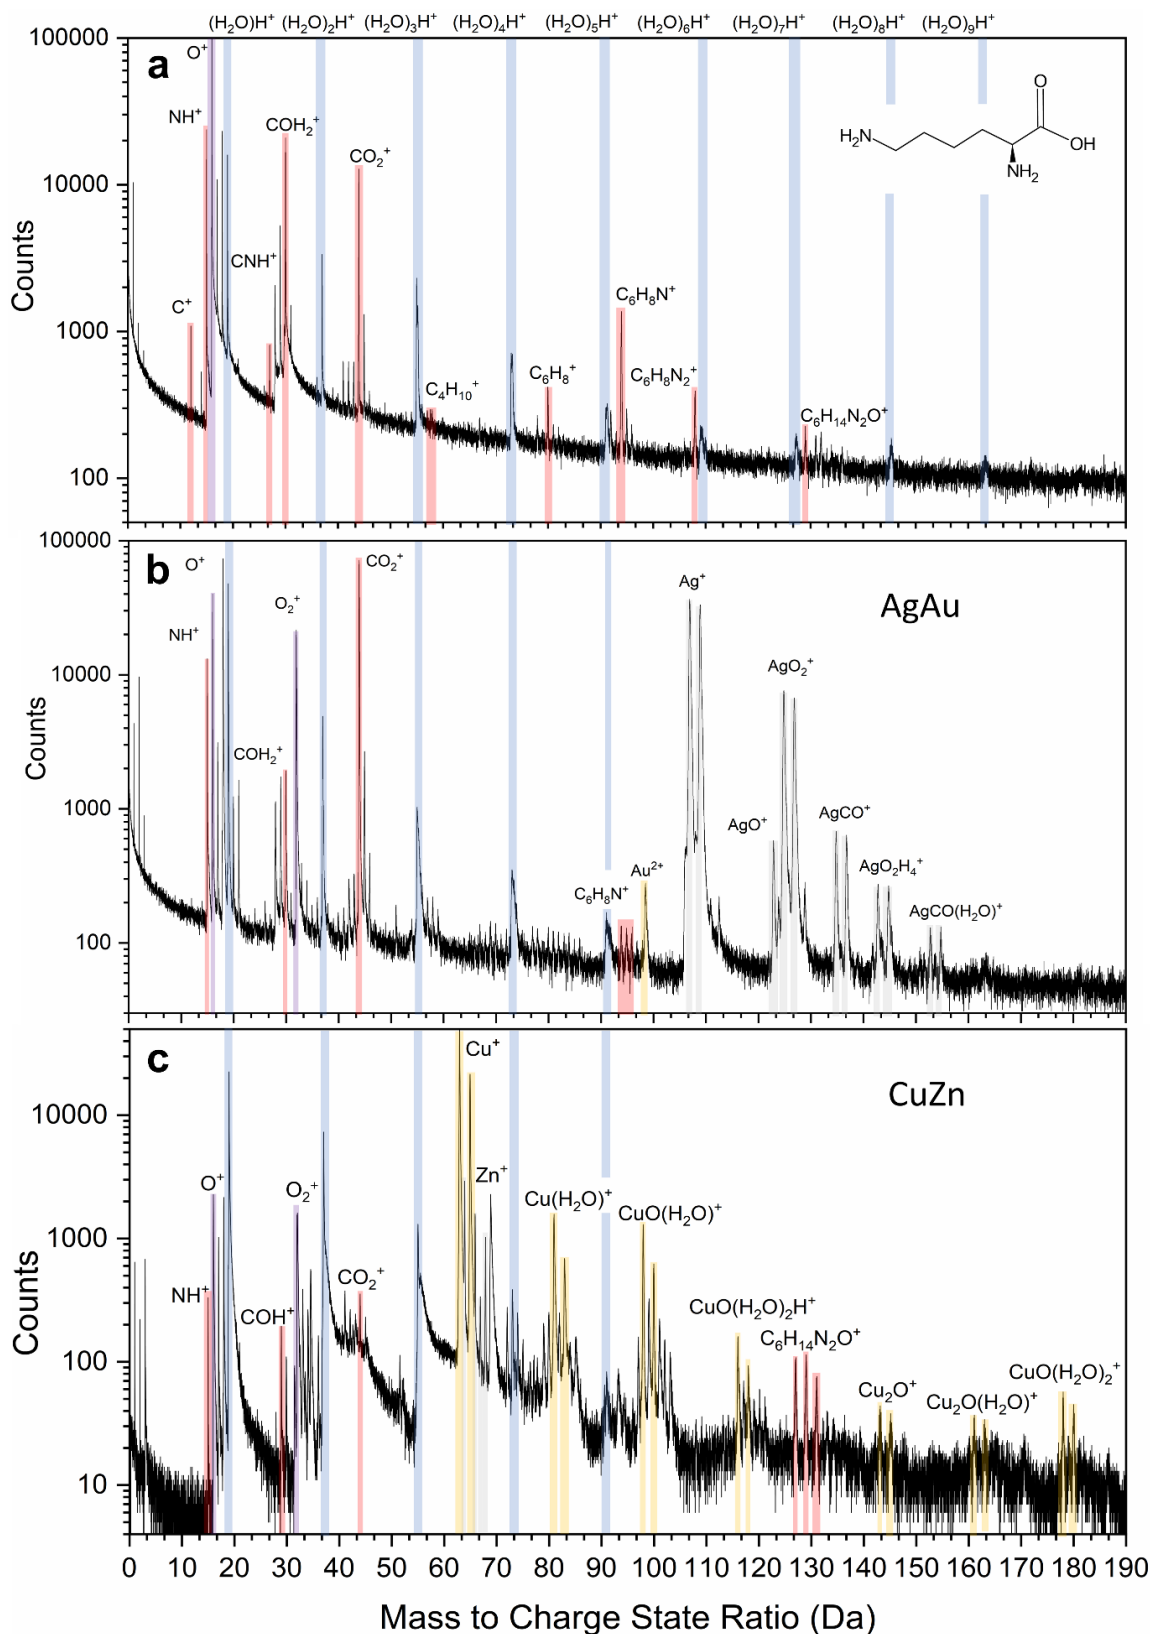 (H₂O)H⁺ (H₂O)₂H⁺ (H₂O)₃H⁺ (H₂O)₄H⁺ (H₂O)₅H⁺ (H₂O)₆H⁺ (H₂O)₇H⁺ (H₂O)₈H⁺ (H₂O)₉H⁺
a
Counts
100000
10000
1000
100
O⁺
NH⁺
COH₂⁺
CO₂⁺
CNH⁺
C⁺
C₄H₁₀⁺
C₆H₈⁺
C₆H₈N⁺
C₆H₈N₂⁺
C₆H₁₄N₂O⁺
O
H₂N
OH
NH₂
b
AgAu
Counts
100000
10000
1000
100
O⁺
NH⁺
COH₂⁺
O₂⁺
CO₂⁺
C₆H₈N⁺
Au²⁺
Ag⁺
AgO⁺
AgO₂⁺
AgCO⁺
AgO₂H₄⁺
AgCO(H₂O)⁺
c
CuZn
Counts
10000
1000
100
10
NH⁺
O⁺
COH⁺
O₂⁺
CO₂⁺
Cu⁺
Zn⁺
Cu(H₂O)⁺
CuO(H₂O)⁺
CuO(H₂O)₂H⁺
C₆H₁₄N₂O⁺
Cu₂O⁺
Cu₂O(H₂O)⁺
CuO(H₂O)₂⁺
0 10 20 30 40 50 60 70 80 90 100 110 120 130 140 150 160 170 180 190
Mass to Charge State Ratio (Da)